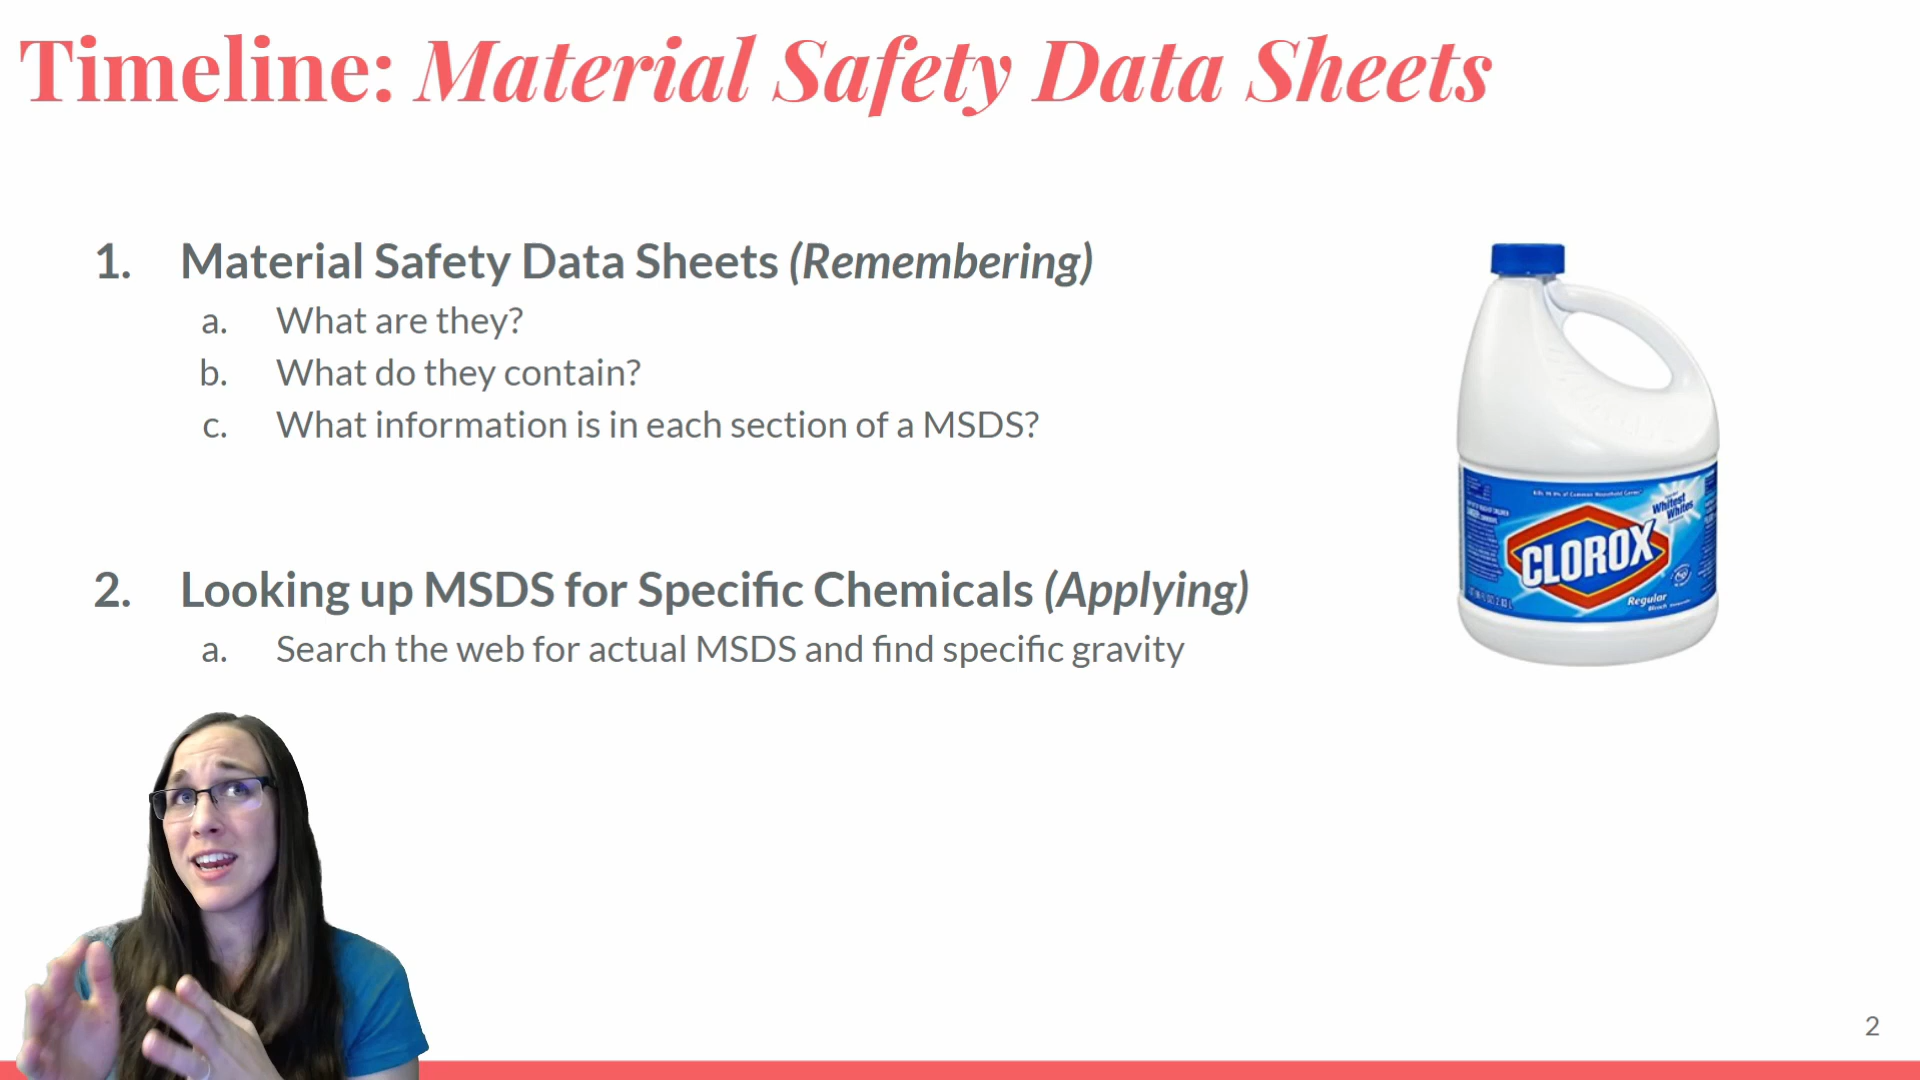 Timeline: Material Safety Data Sheets
1. Material Safety Data Sheets (Remembering)
a. What are they?
b. What do they contain?
c. What information is in each section of a MSDS?
2. Looking up MSDS for Specific Chemicals (Applying)
a. Search the web for actual MSDS and find specific gravity
Whitest
Whites
CLOROX
Regular
Bleach
2